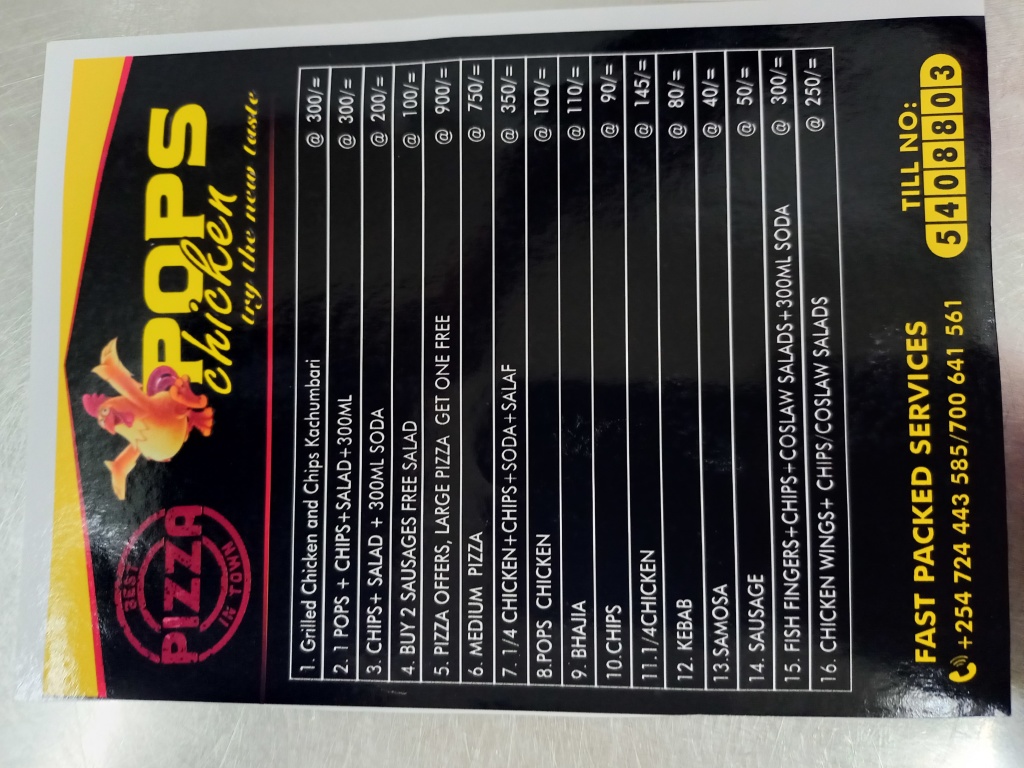 BEST
PIZZA
IN TOWN
POPS
chicken
try the new taste
1. Grilled Chicken and Chips Kachumbari @ 300/=
2. 1 POPS + CHIPS+SALAD+300ML @ 300/=
3. CHIPS+ SALAD + 300ML SODA @ 200/=
4. BUY 2 SAUSAGES FREE SALAD @ 100/=
5. PIZZA OFFERS, LARGE PIZZA GET ONE FREE @ 900/=
6. MEDIUM PIZZA @ 750/=
7. 1/4 CHICKEN+CHIPS+SODA+SALAF @ 350/=
8.POPS CHICKEN @ 100/=
9. BHAJIA @ 110/=
10.CHIPS @ 90/=
11.1/4CHICKEN @ 145/=
12. KEBAB @ 80/=
13.SAMOSA @ 40/=
14. SAUSAGE @ 50/=
15. FISH FINGERS+CHIPS+COSLAW SALADS+300ML SODA @ 300/=
16. CHICKEN WINGS+ CHIPS/COSLAW SALADS @ 250/=
FAST PACKED SERVICES
+254 724 443 585/700 641 561
TILL NO:
5408803